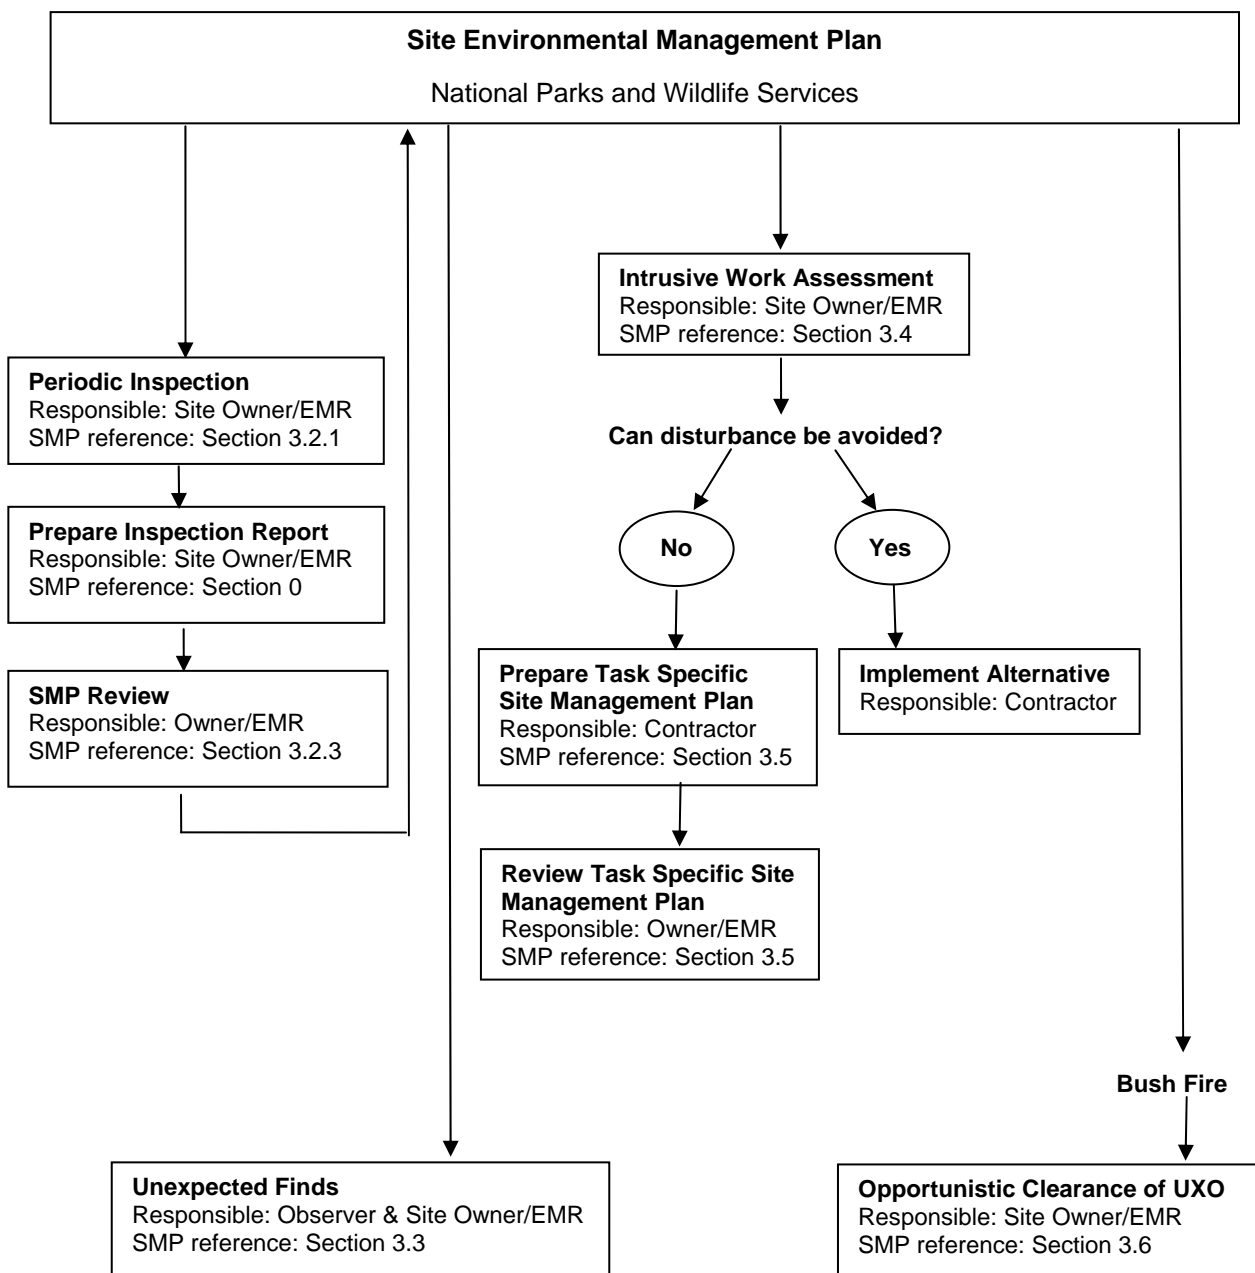 Site Environmental Management Plan
National Parks and Wildlife Services
Intrusive Work Assessment
Responsible: Site Owner/EMR
SMP reference: Section 3.4
Periodic Inspection
Responsible: Site Owner/EMR
SMP reference: Section 3.2.1
Can disturbance be avoided?
Prepare Inspection Report
Responsible: Site Owner/EMR
SMP reference: Section 0
No
Yes
SMP Review
Responsible: Owner/EMR
SMP reference: Section 3.2.3
Prepare Task Specific
Site Management Plan
Responsible: Contractor
SMP reference: Section 3.5
Implement Alternative
Responsible: Contractor
Review Task Specific Site
Management Plan
Responsible: Owner/EMR
SMP reference: Section 3.5
Bush Fire
Unexpected Finds
Responsible: Observer & Site Owner/EMR
SMP reference: Section 3.3
Opportunistic Clearance of UXO
Responsible: Site Owner/EMR
SMP reference: Section 3.6